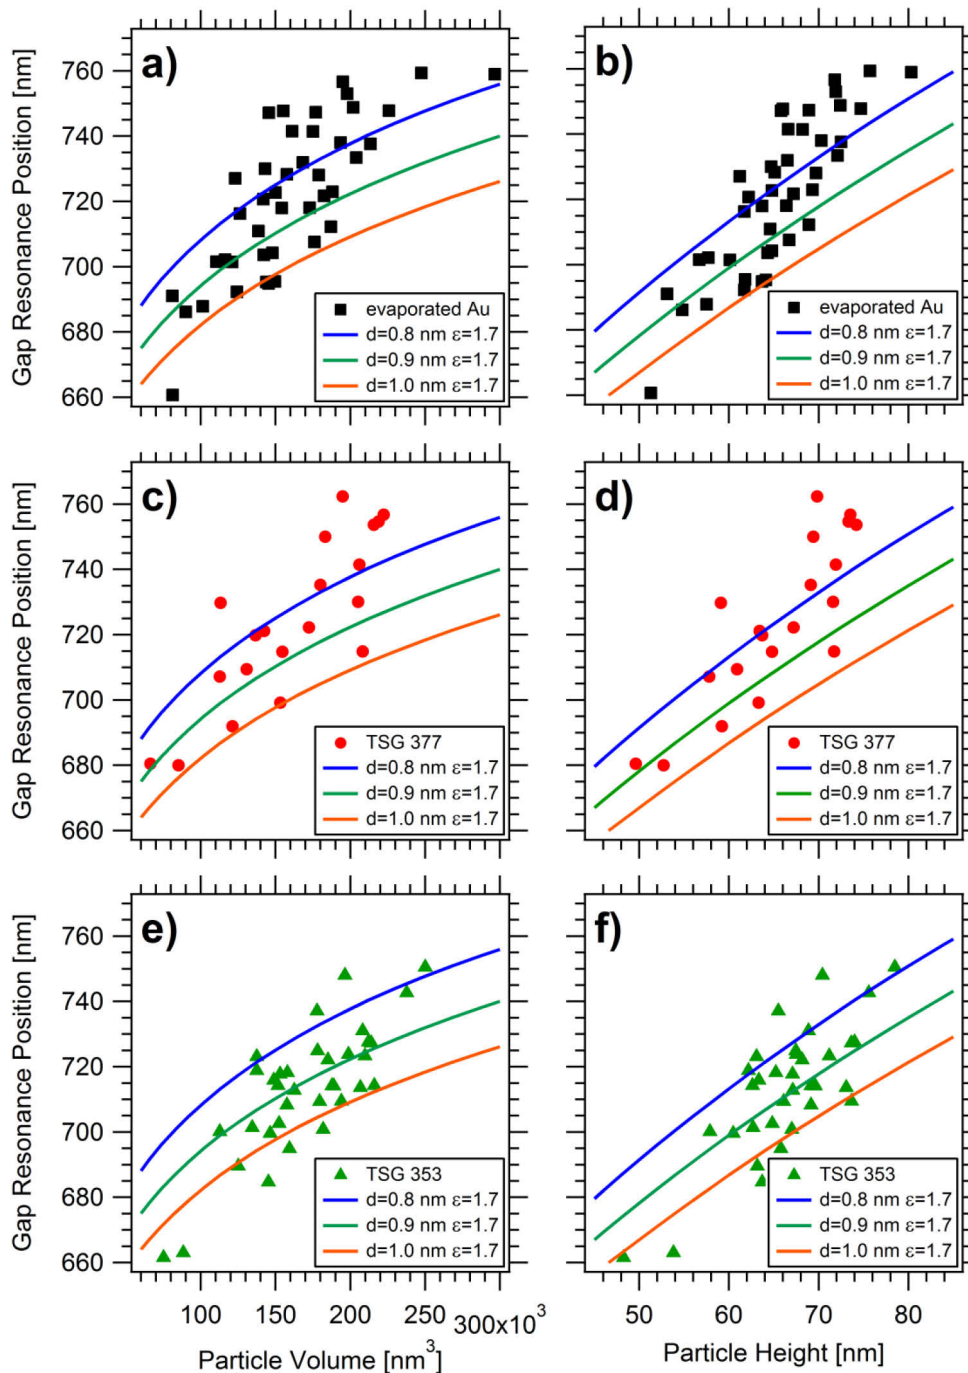 a)
Gap Resonance Position [nm]
760
740
720
700
680
660
evaporated Au
d=0.8 nm ε=1.7
d=0.9 nm ε=1.7
d=1.0 nm ε=1.7
b)
evaporated Au
d=0.8 nm ε=1.7
d=0.9 nm ε=1.7
d=1.0 nm ε=1.7
c)
Gap Resonance Position [nm]
760
740
720
700
680
660
TSG 377
d=0.8 nm ε=1.7
d=0.9 nm ε=1.7
d=1.0 nm ε=1.7
d)
TSG 377
d=0.8 nm ε=1.7
d=0.9 nm ε=1.7
d=1.0 nm ε=1.7
e)
Gap Resonance Position [nm]
760
740
720
700
680
660
TSG 353
d=0.8 nm ε=1.7
d=0.9 nm ε=1.7
d=1.0 nm ε=1.7
100 150 200 250 300x10³
Particle Volume [nm³]
f)
TSG 353
d=0.8 nm ε=1.7
d=0.9 nm ε=1.7
d=1.0 nm ε=1.7
50 60 70 80
Particle Height [nm]